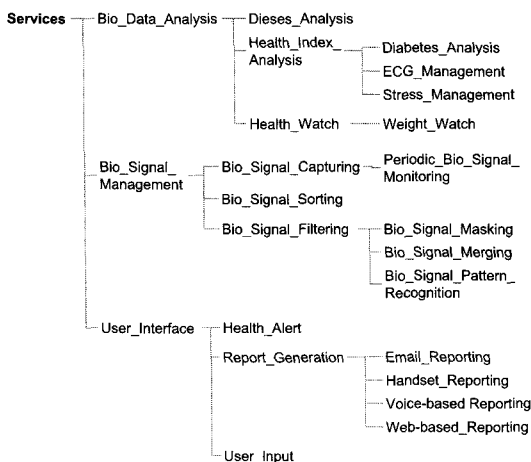 Services Bio_Data_Analysis Dieses_Analysis
Health_Index_
Analysis
Diabetes_Analysis
ECG_Management
Stress_Management
Health_Watch Weight_Watch
Bio_Signal_
Management
Bio_Signal_Capturing Periodic_Bio_Signal_
Monitoring
Bio_Signal_Sorting
Bio_Signal_Filtering Bio_Signal_Masking
Bio_Signal_Merging
Bio_Signal_Pattern_
Recognition
User_Interface Health_Alert
Report_Generation Email_Reporting
Handset_Reporting
Voice-based Reporting
Web-based_Reporting
User_Input